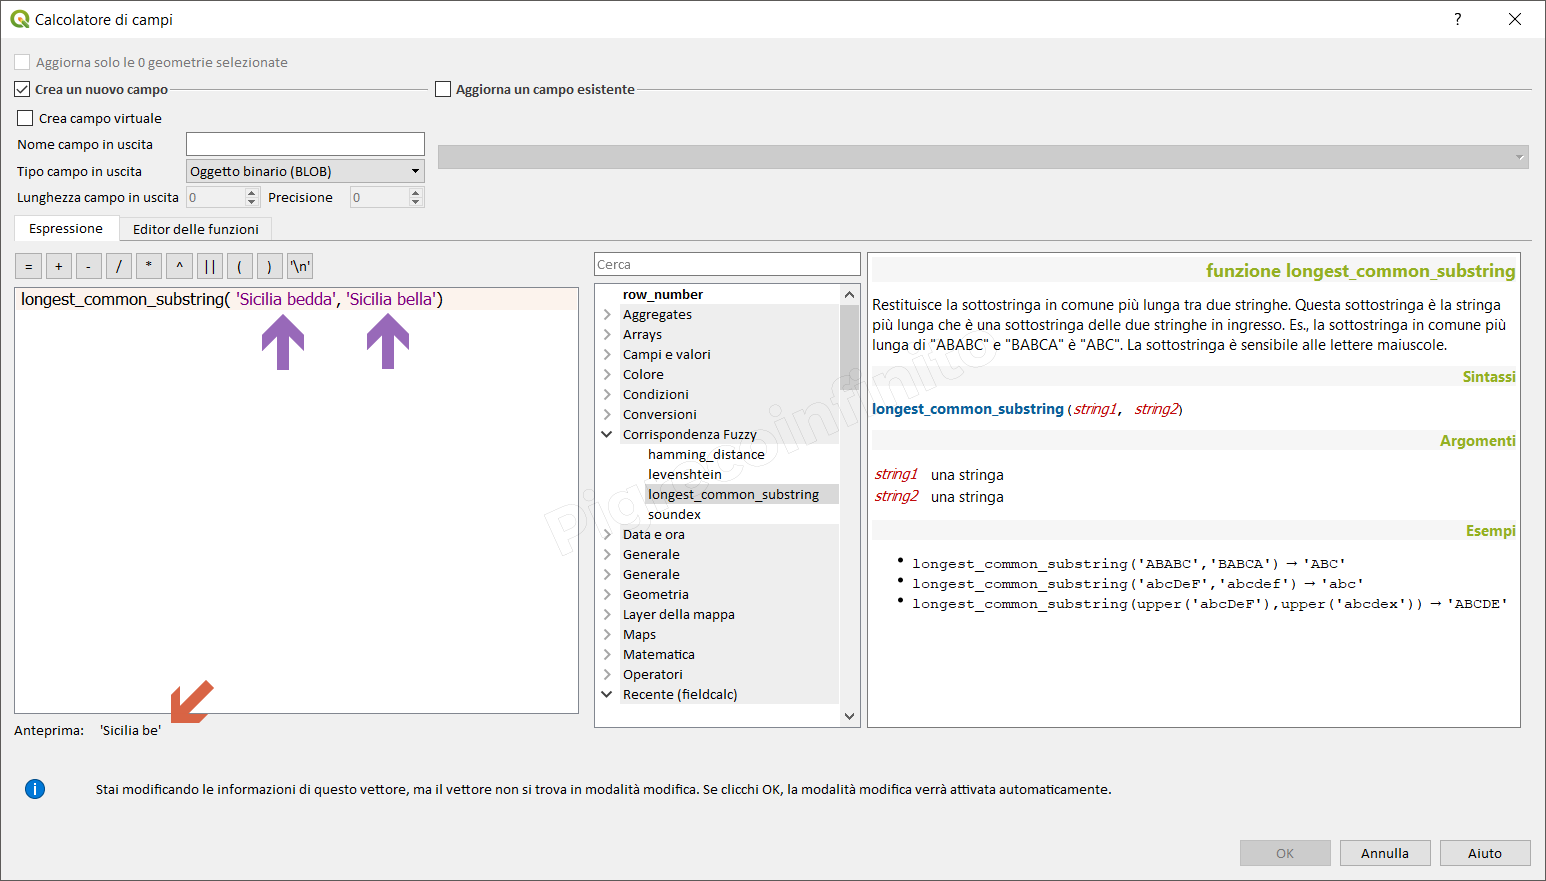 Calcolatore di campi
?
Aggiorna solo le 0 geometrie selezionate
Crea un nuovo campo
Aggiorna un campo esistente
Crea campo virtuale
Nome campo in uscita
Tipo campo in uscita Oggetto binario (BLOB)
Lunghezza campo in uscita 0 Precisione 0
Espressione Editor delle funzioni
= + - / * ^ || ( ) '\n'
longest_common_substring( 'Sicilia bedda', 'Sicilia bella')
Anteprima: 'Sicilia be'
Cerca
row_number
Aggregates
Arrays
Campi e valori
Colore
Condizioni
Conversioni
Corrispondenza Fuzzy
hamming_distance
levenshtein
longest_common_substring
soundex
Data e ora
Generale
Generale
Geometria
Layer della mappa
Maps
Matematica
Operatori
Recente (fieldcalc)
funzione longest_common_substring
Restituisce la sottostringa in comune più lunga tra due stringhe. Questa sottostringa è la stringa
più lunga che è una sottostringa delle due stringhe in ingresso. Es., la sottostringa in comune più
lunga di "ABABC" e "BABCA" è "ABC". La sottostringa è sensibile alle lettere maiuscole.
Sintassi
longest_common_substring(string1, string2)
Argomenti
string1 una stringa
string2 una stringa
Esempi
• longest_common_substring('ABABC','BABCA') → 'ABC'
• longest_common_substring('abcDeF','abcdef') → 'abc'
• longest_common_substring(upper('abcDeF'),upper('abcdex')) → 'ABCDE'
Pigrecoinfinito
Stai modificando le informazioni di questo vettore, ma il vettore non si trova in modalità modifica. Se clicchi OK, la modalità modifica verrà attivata automaticamente.
OK Annulla Aiuto